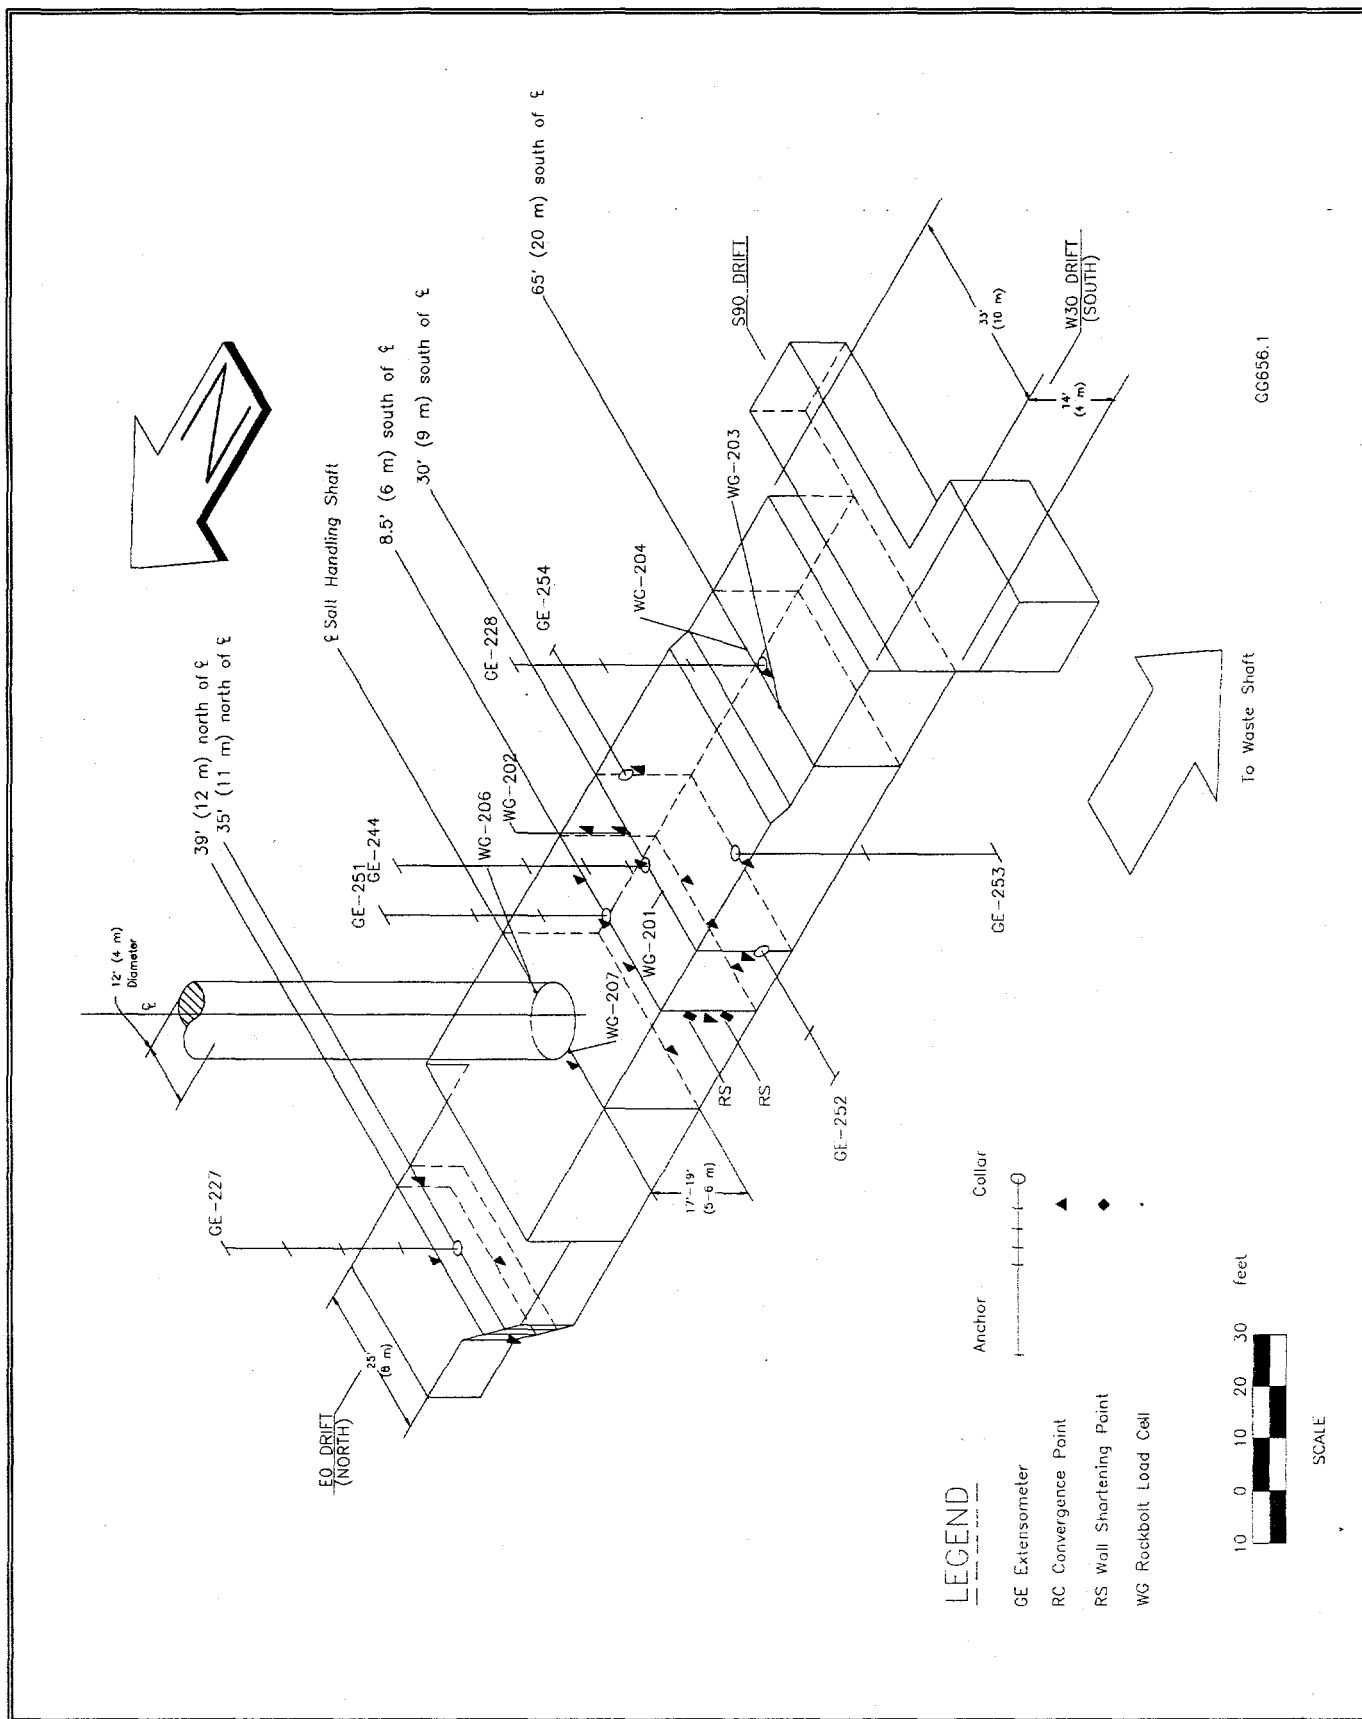 39' (12 m) north of ℄
35' (11 m) north of ℄
℄ Salt Handling Shaft
8.5' (6 m) south of ℄
30' (9 m) south of ℄
65' (20 m) south of ℄
12' (4 m)
Diameter
℄
GE-227
GE-251
GE-244
WG-206
WG-202
GE-228
GE-254
WG-204
WG-203
S90 DRIFT
W30 DRIFT
(SOUTH)
33'
(10 m)
14'
(4 m)
E0 DRIFT
(NORTH)
25'
(8 m)
17'-19'
(5-6 m)
WG-207
WG-201
RS
RS
GE-252
GE-253
To Waste Shaft
N
GG656.1
LEGEND
Anchor
Collar
GE Extensometer
RC Convergence Point
RS Wall Shortening Point
WG Rockbolt Load Cell
10 0 10 20 30 feet
SCALE